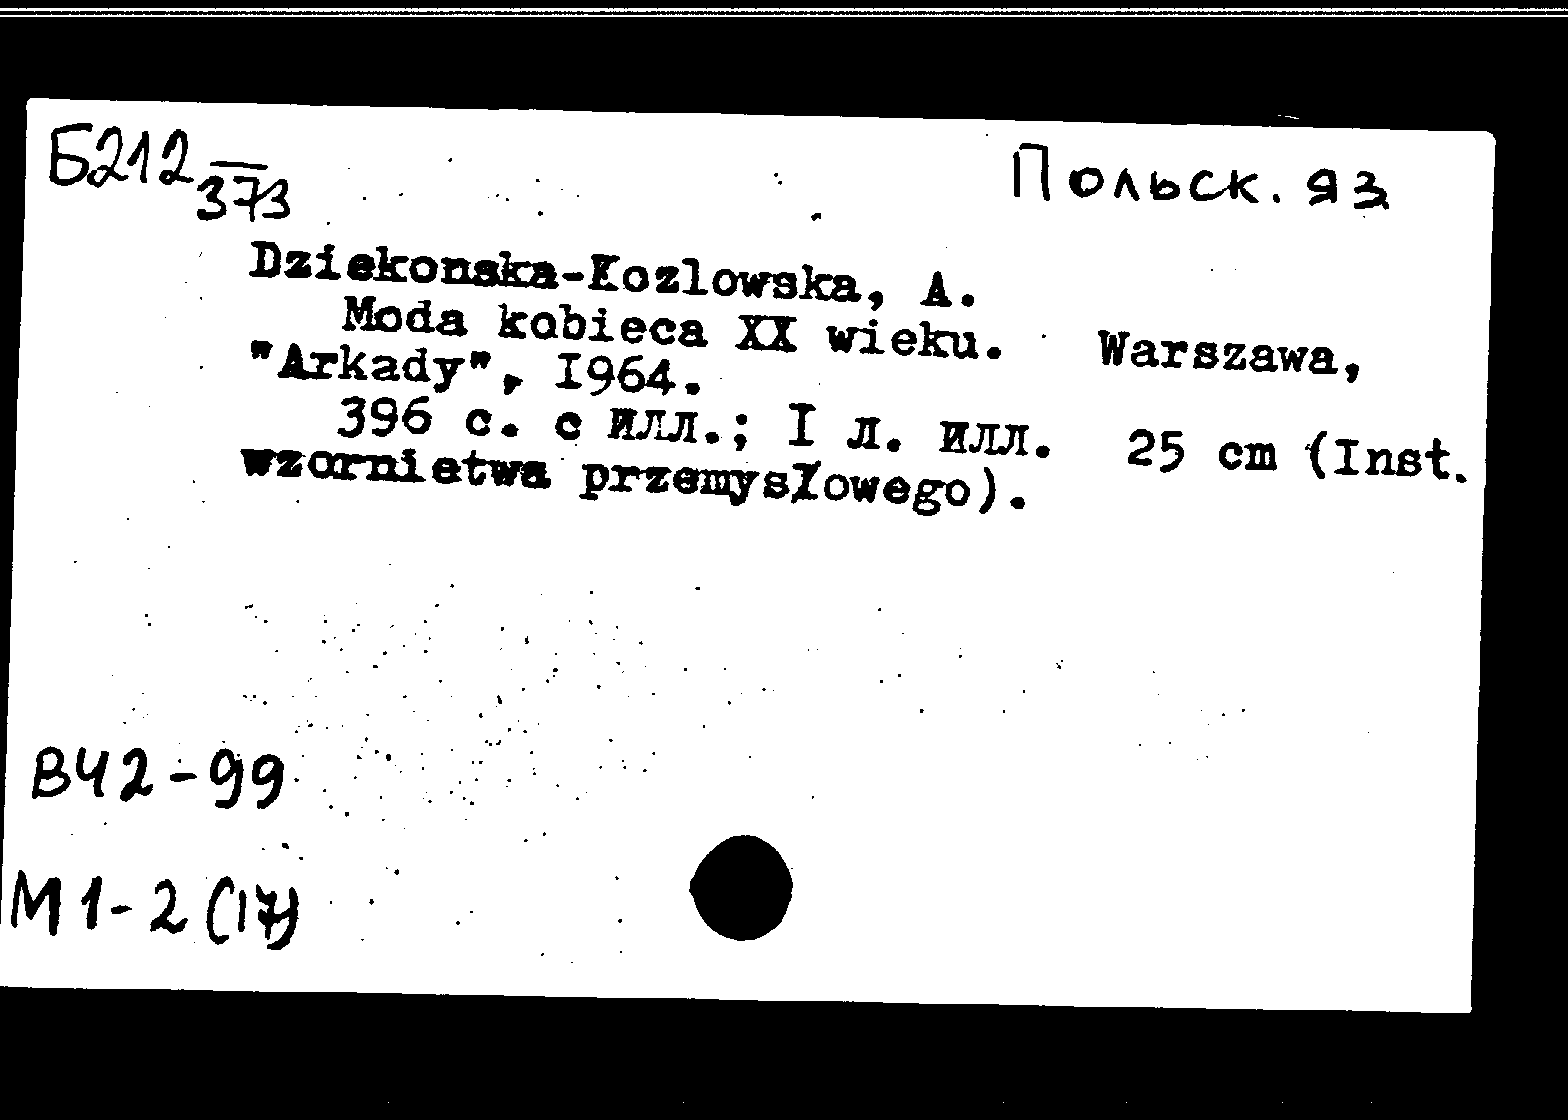 Б212
373
Польск. яз
Dziekonska-Kozlowska, A.
Moda kobieca XX wieku. Warszawa,
"Arkady", I964.
396 с. с илл.; I л. илл. 25 cm (Inst.
wzornietwa przemysłowego).
В42-99
М1-2(17)